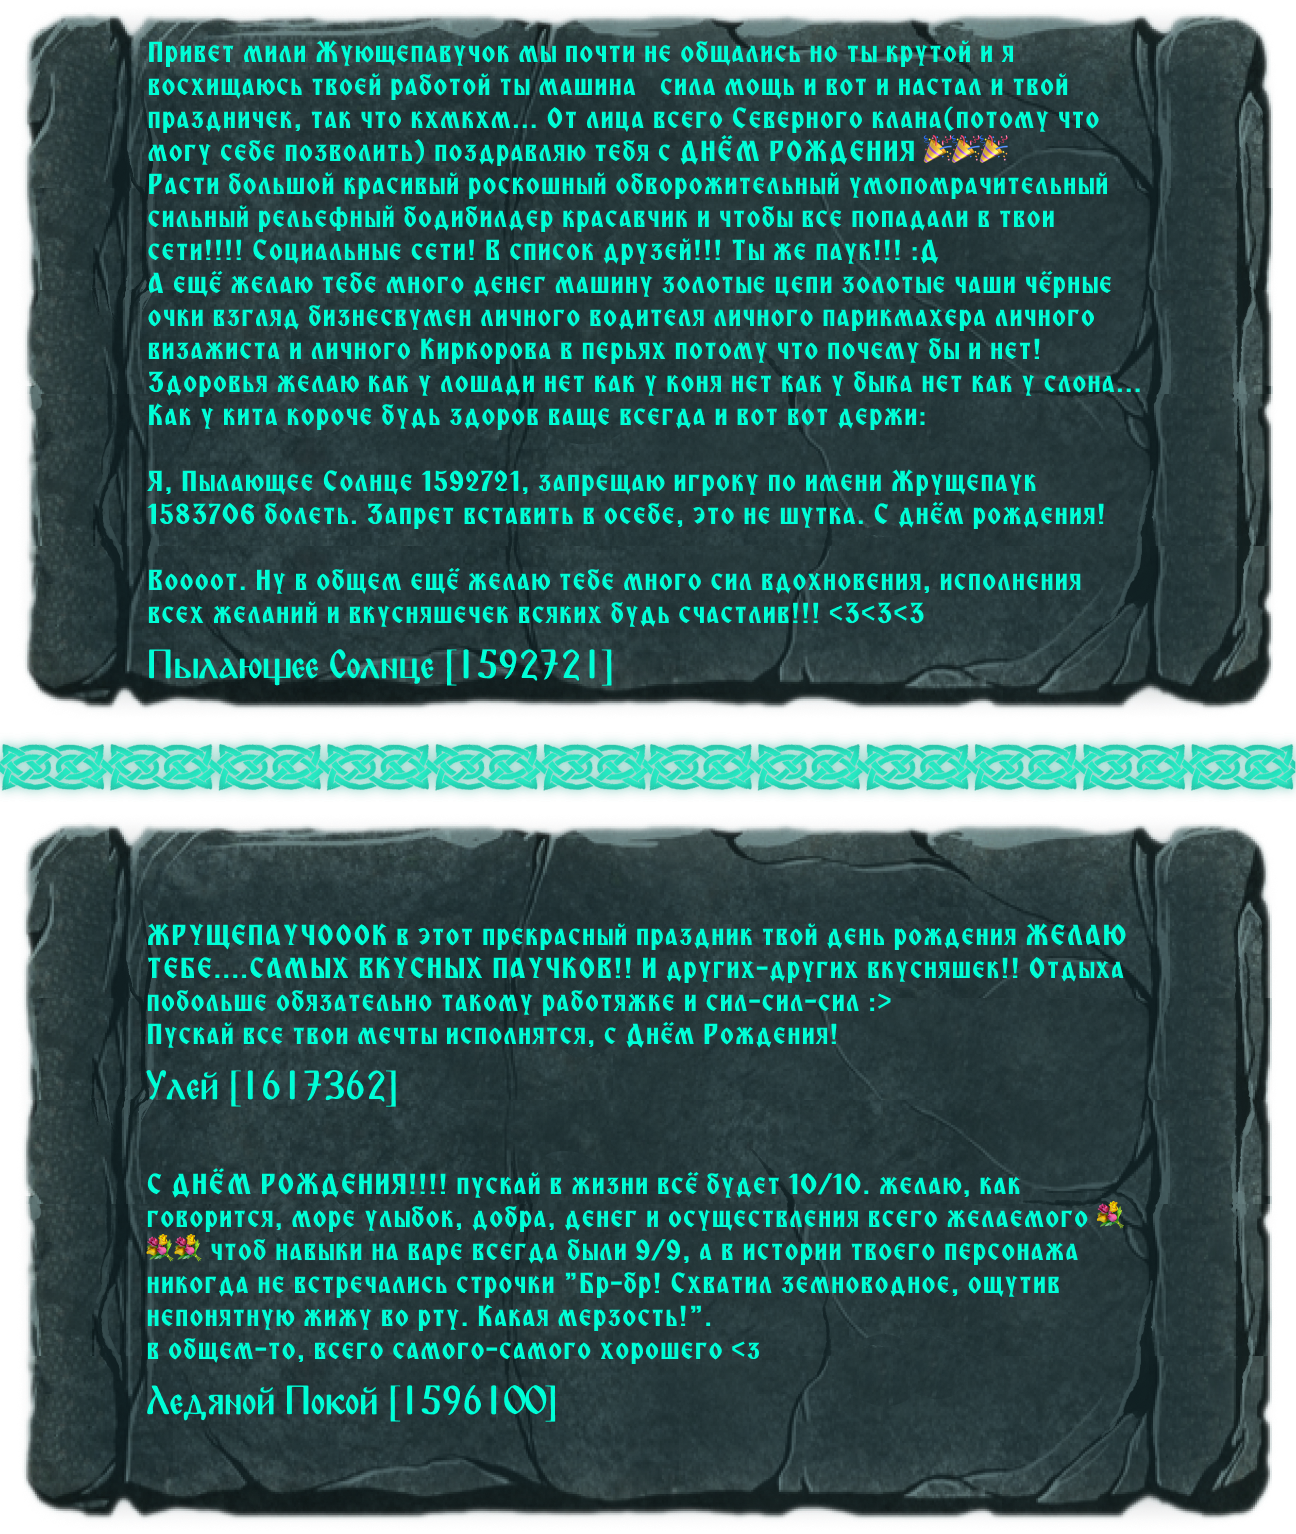 Привет мили Жующепавучок мы почти не общались но ты крутой и я
восхищаюсь твоей работой ты машина сила мощь и вот и настал и твой
праздничек, так что кхмкхм... От лица всего Северного клана(потому что
могу себе позволить) поздравляю тебя с ДНЁМ РОЖДЕНИЯ 🎉🎉🎉
Расти большой красивый роскошный обворожительный умопомрачительный
сильный рельефный бодибилдер красавчик и чтобы все попадали в твои
сети!!!! Социальные сети! В список друзей!!! Ты же паук!!! :Д
А ещё желаю тебе много денег машину золотые цепи золотые чаши чёрные
очки взгляд бизнесвумен личного водителя личного парикмахера личного
визажиста и личного Киркорова в перьях потому что почему бы и нет!
Здоровья желаю как у лошади нет как у коня нет как у быка нет как у слона...
Как у кита короче будь здоров ваще всегда и вот вот держи:
Я, Пылающее Солнце 1592721, запрещаю игроку по имени Жрущепаук
1583706 болеть. Запрет вставить в осебе, это не шутка. С днём рождения!
Воооот. Ну в общем ещё желаю тебе много сил вдохновения, исполнения
всех желаний и вкусняшечек всяких будь счастлив!!! <3<3<3
Пылающее Солнце [1592721]
ЖРУЩЕПАУЧОООК в этот прекрасный праздник твой день рождения ЖЕЛАЮ
ТЕБЕ....САМЫХ ВКУСНЫХ ПАУЧКОВ!! И других-других вкусняшек!! Отдыха
побольше обязательно такому работяжке и сил-сил-сил :>
Пускай все твои мечты исполнятся, с Днём Рождения!
Улей [1617362]
С ДНЁМ РОЖДЕНИЯ!!!! пускай в жизни всё будет 10/10. желаю, как
говорится, море улыбок, добра, денег и осуществления всего желаемого 💐
💐💐 чтоб навыки на варе всегда были 9/9, а в истории твоего персонажа
никогда не встречались строчки "Бр-бр! Схватил земноводное, ощутив
непонятную жижу во рту. Какая мерзость!".
в общем-то, всего самого-самого хорошего <3
Ледяной Покой [1596100]